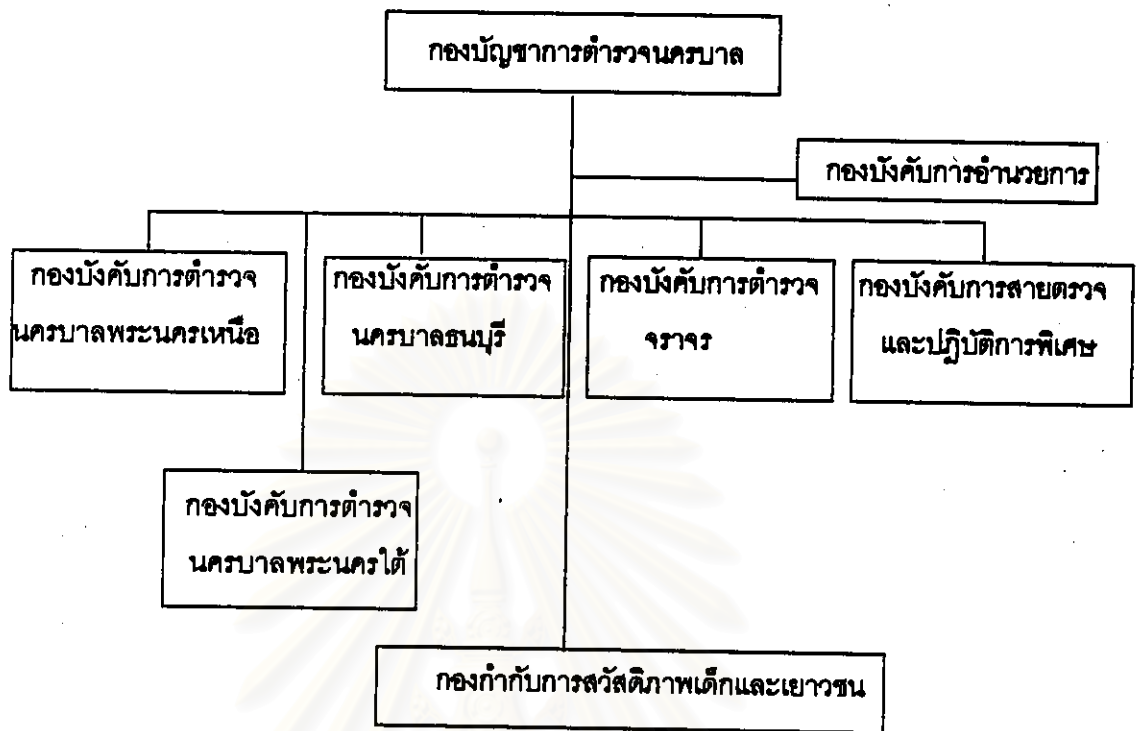 กองบัญชาการตำรวจนครบาล
กองบังคับการอำนวยการ
กองบังคับการตำรวจ
นครบาลพระนครเหนือ
กองบังคับการตำรวจ
นครบาลธนบุรี
กองบังคับการตำรวจ
จราจร
กองบังคับการสายตรวจ
และปฏิบัติการพิเศษ
กองบังคับการตำรวจ
นครบาลพระนครใต้
กองกำกับการสวัสดิภาพเด็กและเยาวชน